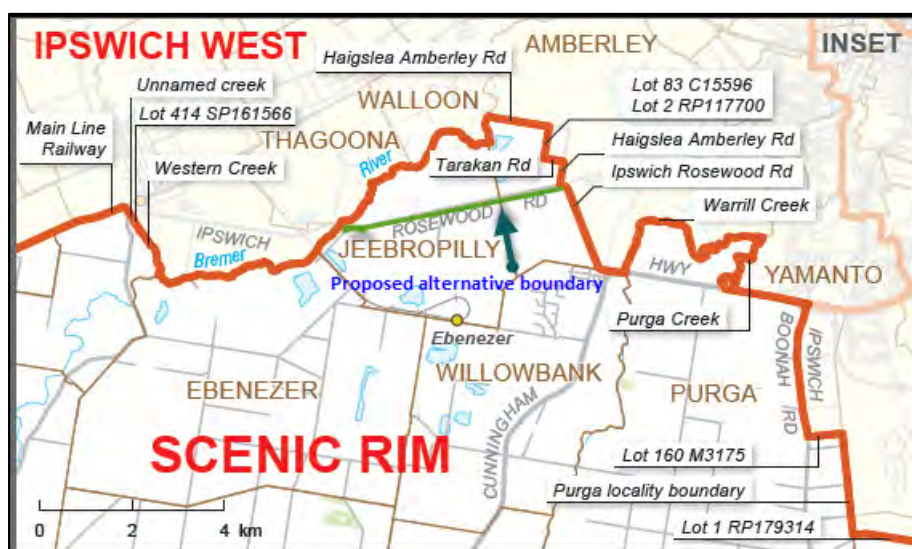 IPSWICH WEST
AMBERLEY
INSET
Haigslea Amberley Rd
Unnamed creek
Lot 414 SP161566
Lot 83 C15596
Lot 2 RP117700
WALLOON
Main Line
Railway
THAGOONA
Haigslea Amberley Rd
Western Creek
River
Tarakan Rd
Ipswich Rosewood Rd
Warrill Creek
IPSWICH
ROSEWOOD RD
Bremer
JEEBROPILLY
HWY
YAMANTO
Proposed alternative boundary
Purga Creek
Ebenezer
IPSWICH
BOONAH RD
EBENEZER
WILLOWBANK
PURGA
CUNNINGHAM
SCENIC RIM
Lot 160 M3175
Purga locality boundary
0 2 4 km
Lot 1 RP179314